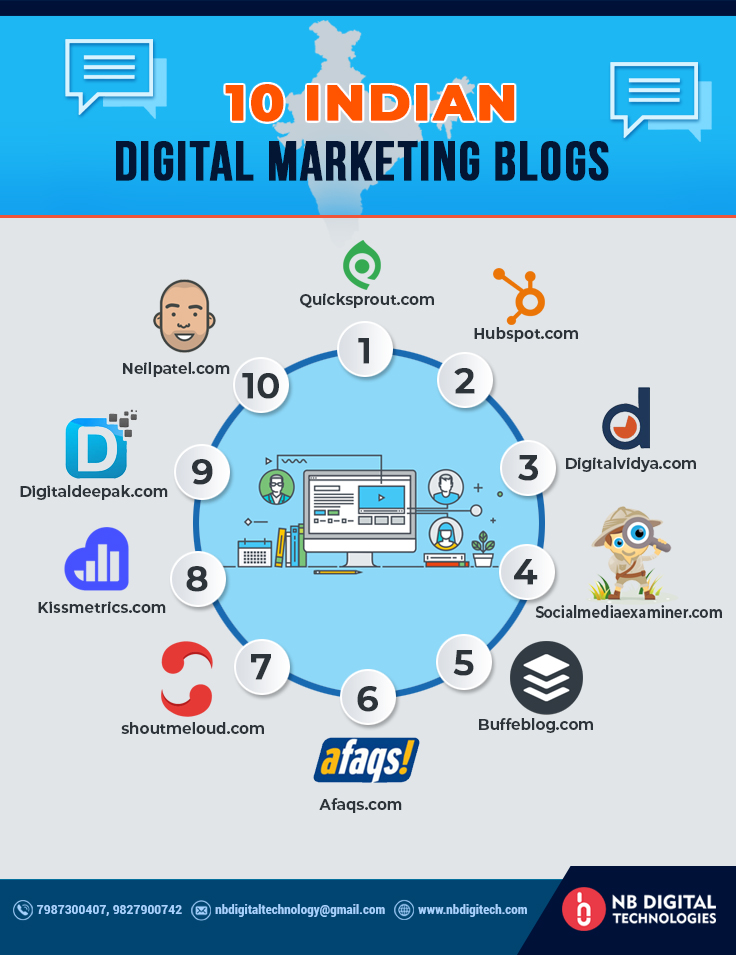 10 INDIAN
DIGITAL MARKETING BLOGS
Quicksprout.com
1
Hubspot.com
2
Digitalvidya.com
3
Socialmediaexaminer.com
4
Buffeblog.com
5
afaqs!
Afaqs.com
6
shoutmeloud.com
7
Kissmetrics.com
8
D
Digitaldeepak.com
9
Neilpatel.com
10
7987300407, 9827900742
nbdigitaltechnology@gmail.com
www.nbdigitech.com
NB DIGITAL
TECHNOLOGIES